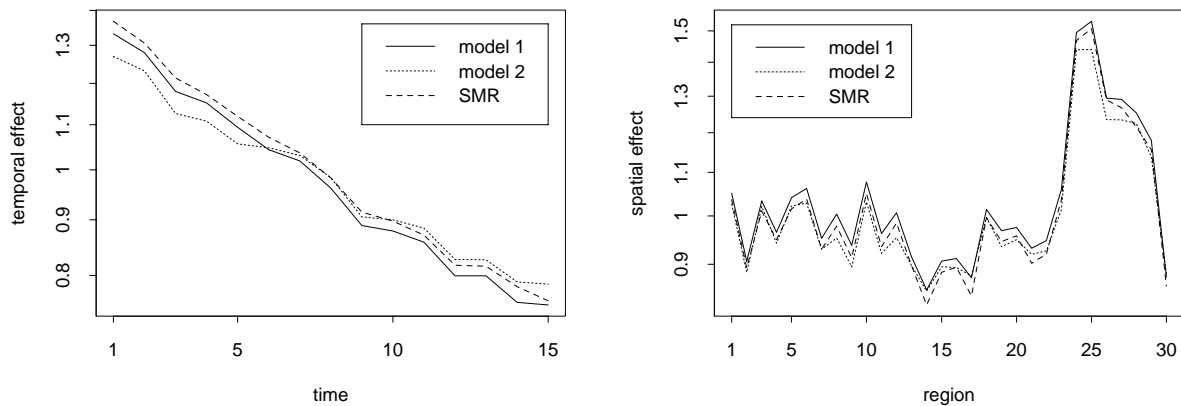 temporal effect
1.3
1.1
1
0.9
0.8
model 1
model 2
SMR
1
5
10
15
time
spatial effect
1.5
1.3
1.1
1
0.9
model 1
model 2
SMR
1
5
10
15
20
25
30
region